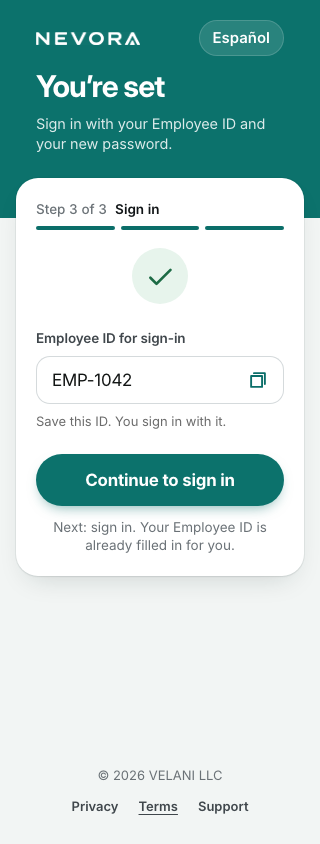 NEVORA
Español
You're set
Sign in with your Employee ID and
your new password.
Step 3 of 3 Sign in
Employee ID for sign-in
EMP-1042
Save this ID. You sign in with it.
Continue to sign in
Next: sign in. Your Employee ID is
already filled in for you.
© 2026 VELANI LLC
Privacy Terms Support